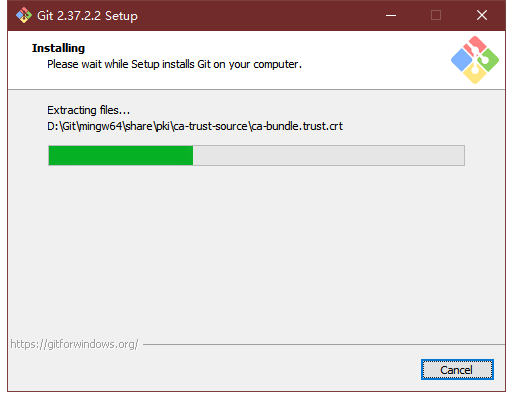 Git 2.37.2.2 Setup
Installing
Please wait while Setup installs Git on your computer.
Extracting files...
D:\Git\mingw64\share\pki\ca-trust-source\ca-bundle.trust.crt
https://gitforwindows.org/
Cancel